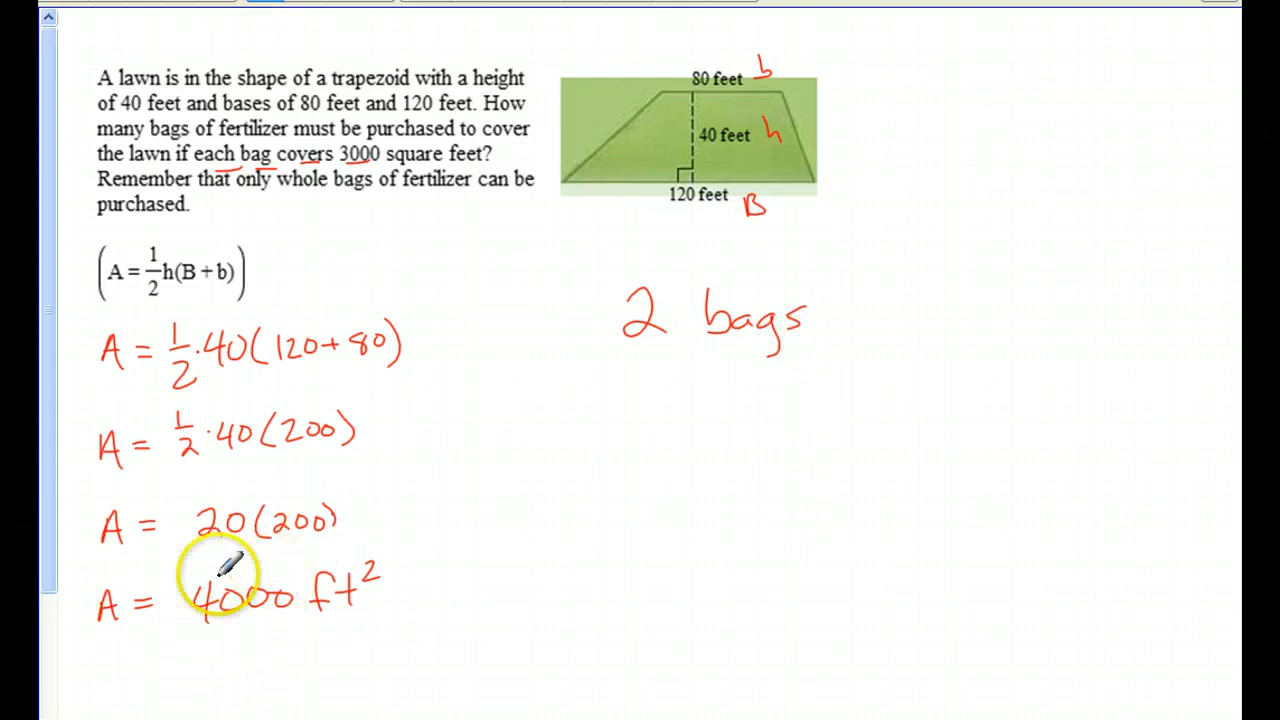 A lawn is in the shape of a trapezoid with a height
of 40 feet and bases of 80 feet and 120 feet. How
many bags of fertilizer must be purchased to cover
the lawn if each bag covers 3000 square feet?
Remember that only whole bags of fertilizer can be
purchased.
80 feet b
40 feet h
120 feet B
(A = 1/2 h(B + b))
A = 1/2 · 40(120+80)
A = 1/2 · 40(200)
A = 20(200)
A = 4000 ft²
2 bags